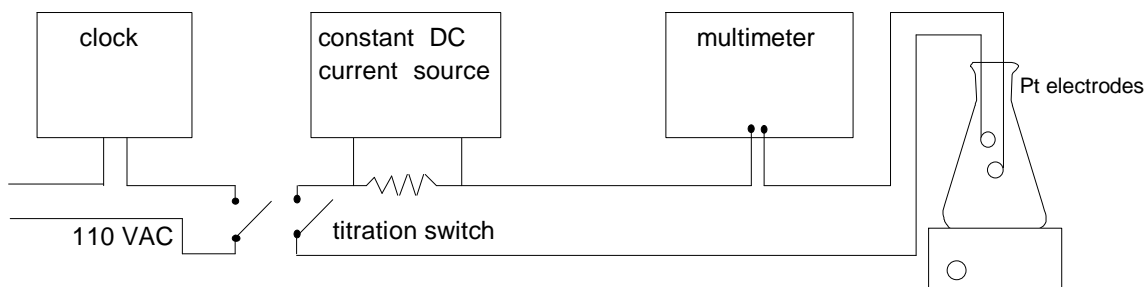 clock
constant DC
current source
multimeter
Pt electrodes
110 VAC
titration switch